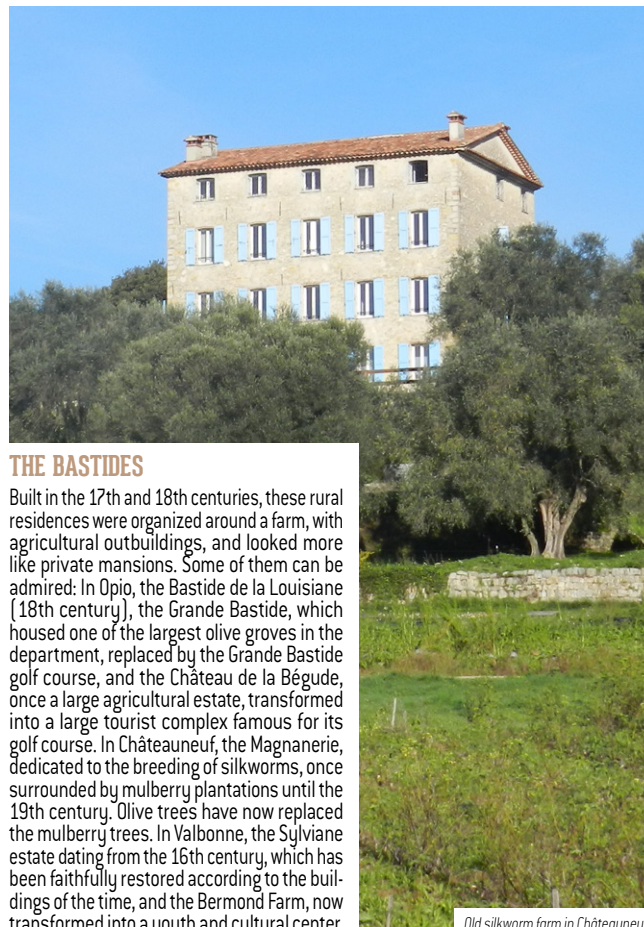 THE BASTIDES
Built in the 17th and 18th centuries, these rural
residences were organized around a farm, with
agricultural outbuildings, and looked more
like private mansions. Some of them can be
admired: In Opio, the Bastide de la Louisiane
(18th century), the Grande Bastide, which
housed one of the largest olive groves in the
department, replaced by the Grande Bastide
golf course, and the Château de la Bégude,
once a large agricultural estate, transformed
into a large tourist complex famous for its
golf course. In Châteauneuf, the Magnanerie,
dedicated to the breeding of silkworms, once
surrounded by mulberry plantations until the
19th century. Olive trees have now replaced
the mulberry trees. In Valbonne, the Sylviane
estate dating from the 16th century, which has
been faithfully restored according to the buil-
dings of the time, and the Bermond Farm, now
transformed into a youth and cultural center.
Old silkworm farm in Châteauneu